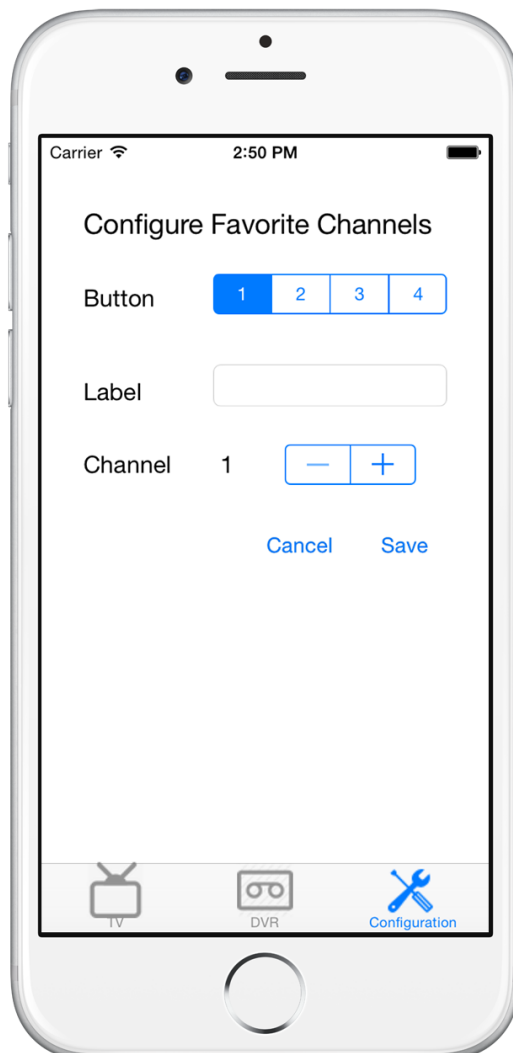 Carrier 2:50 PM
Configure Favorite Channels
Button 1 2 3 4
Label
Channel 1 − +
Cancel Save
TV DVR Configuration